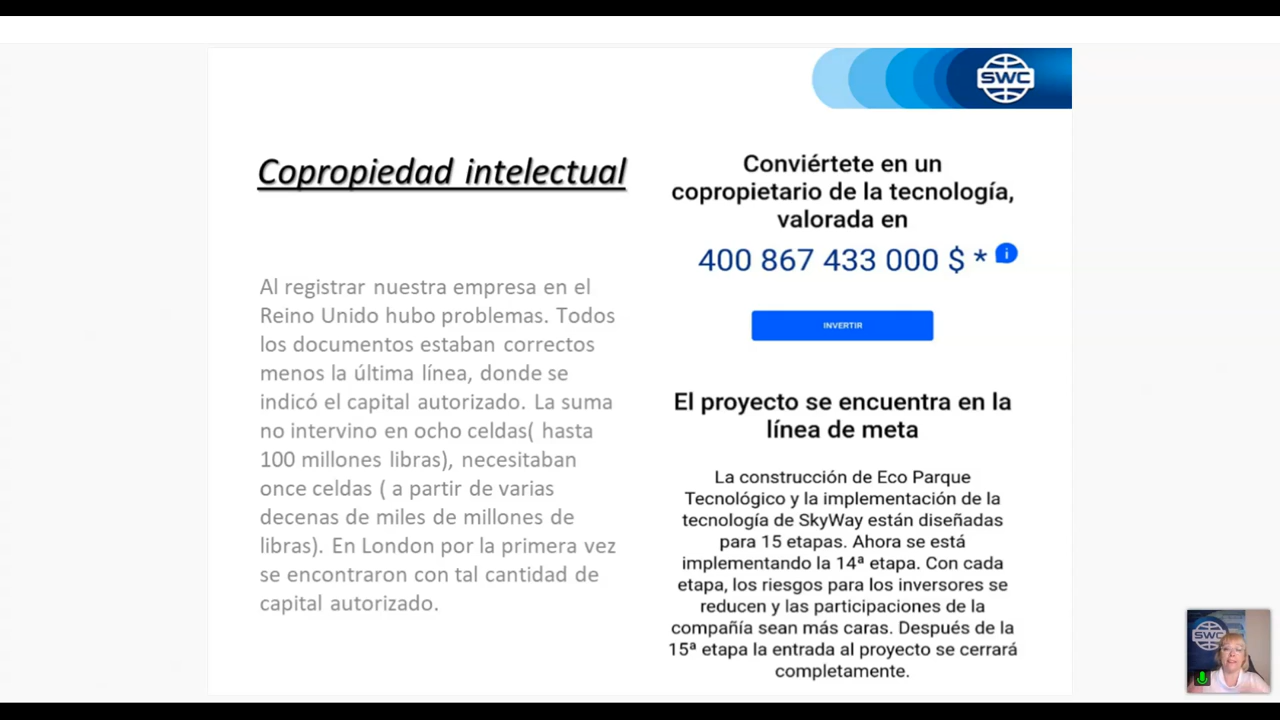 SWC
Copropiedad intelectual
Al registrar nuestra empresa en el
Reino Unido hubo problemas. Todos
los documentos estaban correctos
menos la última línea, donde se
indicó el capital autorizado. La suma
no intervino en ocho celdas( hasta
100 millones libras), necesitaban
once celdas ( a partir de varias
decenas de miles de millones de
libras). En London por la primera vez
se encontraron con tal cantidad de
capital autorizado.
Conviértete en un
copropietario de la tecnología,
valorada en
400 867 433 000 $ * i
INVERTIR
El proyecto se encuentra en la
línea de meta
La construcción de Eco Parque
Tecnológico y la implementación de la
tecnología de SkyWay están diseñadas
para 15 etapas. Ahora se está
implementando la 14ª etapa. Con cada
etapa, los riesgos para los inversores se
reducen y las participaciones de la
compañía sean más caras. Después de la
15ª etapa la entrada al proyecto se cerrará
completamente.
SWC